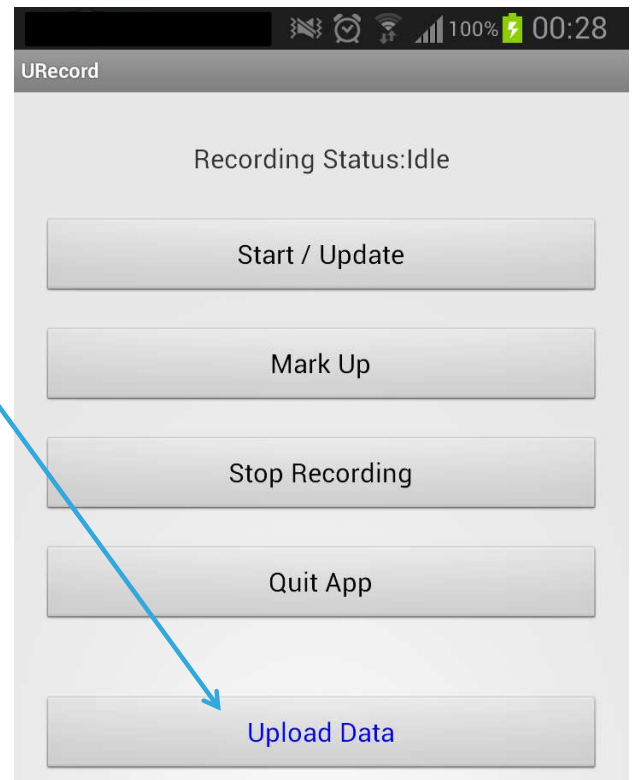 100% 00:28
URecord
Recording Status:Idle
Start / Update
Mark Up
Stop Recording
Quit App
Upload Data